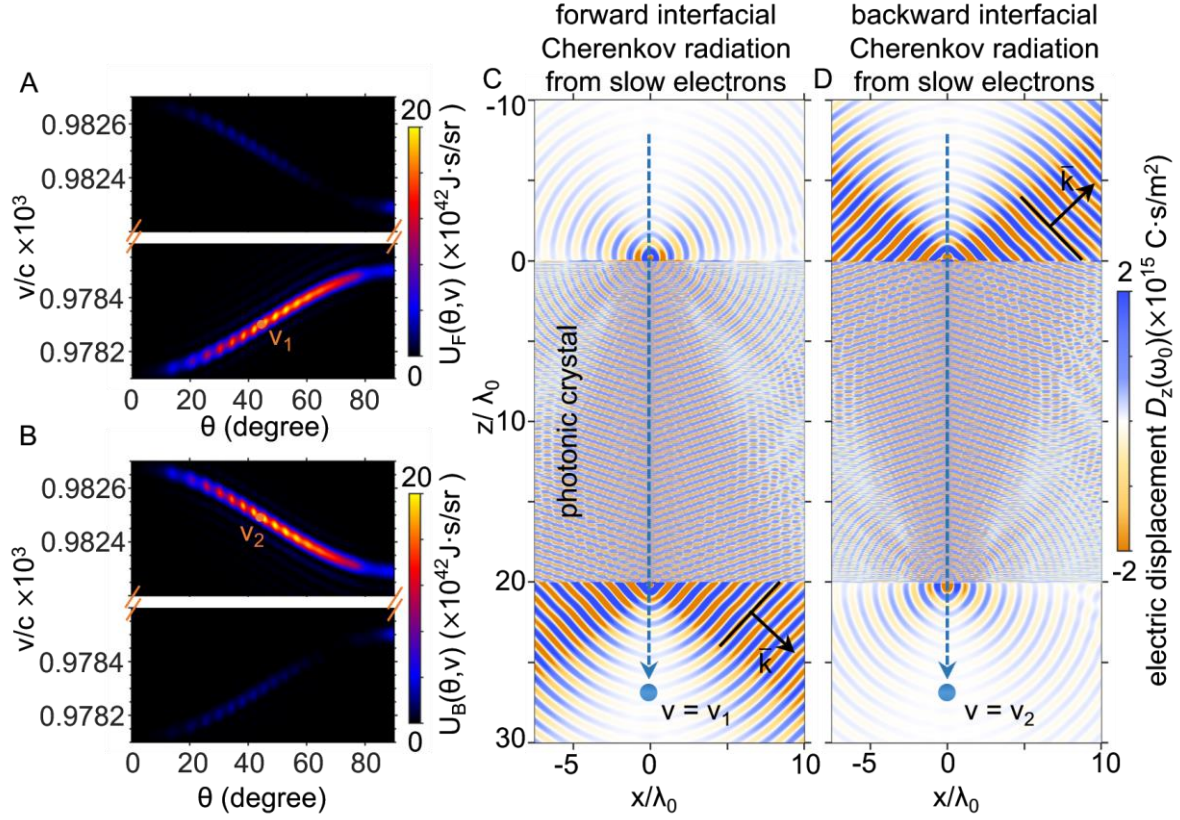 forward interfacial
Cherenkov radiation
from slow electrons
backward interfacial
Cherenkov radiation
from slow electrons
A
0.9826
0.9824
0.9784
0.9782
v/c ×10³
0 20 40 60 80
θ (degree)
v₁
20
0
U_F(θ,v) (×10⁴²J·s/sr)
B
0.9826
0.9824
0.9784
0.9782
v/c ×10³
0 20 40 60 80
θ (degree)
v₂
20
0
U_B(θ,v) (×10⁴²J·s/sr)
C
-10
0
10
20
30
z/λ₀
photonic crystal
k̄
v = v₁
-5 0 5 10
x/λ₀
D
k̄
v = v₂
-5 0 5 10
x/λ₀
2
-2
electric displacement D_z(ω₀)(×10¹⁵ C·s/m²)